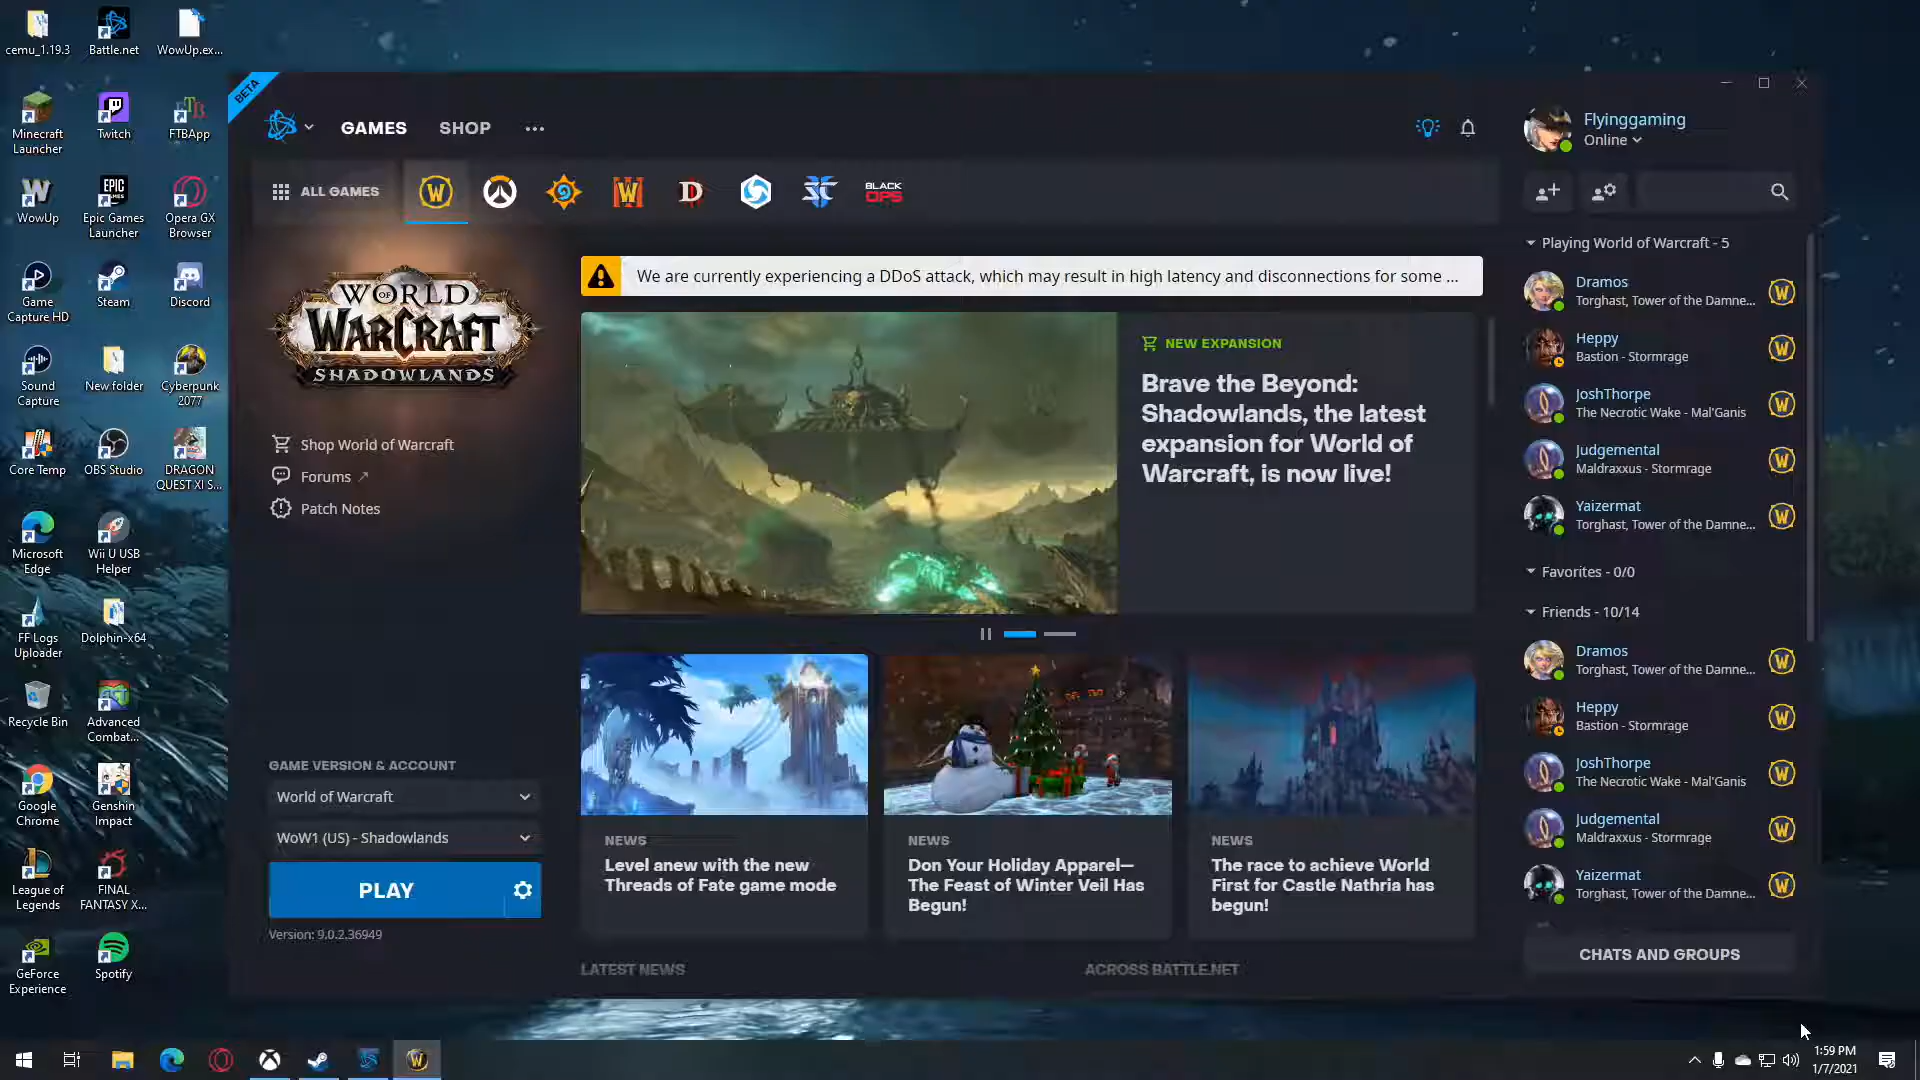 cemu_1.19.3
Battle.net
WowUp.ex...
Minecraft
Launcher
Twitch
FTBApp
WowUp
EPIC
GAMES
Epic Games
Launcher
Opera GX
Browser
Game
Capture HD
Steam
Discord
Sound
Capture
New folder
Cyberpunk
2077
Core Temp
OBS Studio
DRAGON
QUEST XI S...
Microsoft
Edge
Wii U USB
Helper
FF Logs
Uploader
Dolphin-x64
Recycle Bin
Advanced
Combat...
Google
Chrome
Genshin
Impact
League of
Legends
FINAL
FANTASY X...
GeForce
Experience
Spotify
BETA
GAMES
SHOP
ALL GAMES
BLACK
OPS
WORLD
OF
WARCRAFT
SHADOWLANDS
Shop World of Warcraft
Forums
Patch Notes
GAME VERSION & ACCOUNT
World of Warcraft
WoW1 (US) - Shadowlands
PLAY
Version: 9.0.2.36949
We are currently experiencing a DDoS attack, which may result in high latency and disconnections for some ...
NEW EXPANSION
Brave the Beyond:
Shadowlands, the latest
expansion for World of
Warcraft, is now live!
NEWS
Level anew with the new
Threads of Fate game mode
NEWS
Don Your Holiday Apparel—
The Feast of Winter Veil Has
Begun!
NEWS
The race to achieve World
First for Castle Nathria has
begun!
LATEST NEWS
ACROSS BATTLE.NET
Flyinggaming
Online
Playing World of Warcraft - 5
Dramos
Torghast, Tower of the Damne...
Heppy
Bastion - Stormrage
JoshThorpe
The Necrotic Wake - Mal'Ganis
Judgemental
Maldraxxus - Stormrage
Yaizermat
Torghast, Tower of the Damne...
Favorites - 0/0
Friends - 10/14
Dramos
Torghast, Tower of the Damne...
Heppy
Bastion - Stormrage
JoshThorpe
The Necrotic Wake - Mal'Ganis
Judgemental
Maldraxxus - Stormrage
Yaizermat
Torghast, Tower of the Damne...
CHATS AND GROUPS
1:59 PM
1/7/2021